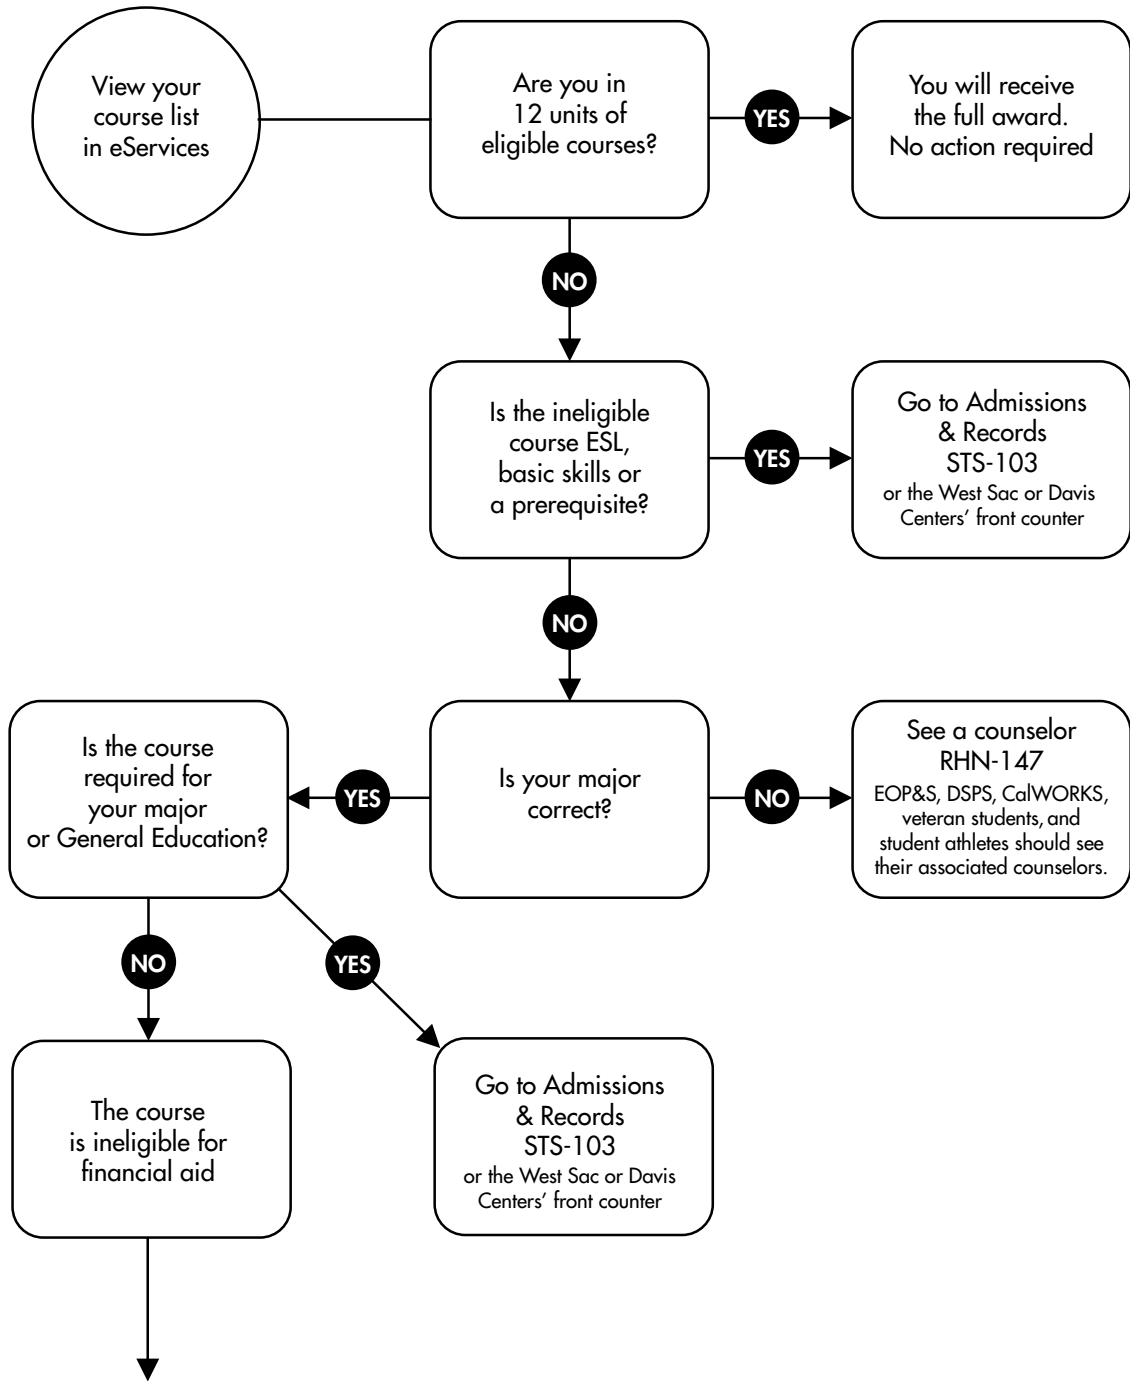 View your
course list
in eServices
Are you in
12 units of
eligible courses?
YES
You will receive
the full award.
No action required
NO
Is the ineligible
course ESL,
basic skills or
a prerequisite?
YES
Go to Admissions
& Records
STS-103
or the West Sac or Davis
Centers’ front counter
NO
Is the course
required for
your major
or General Education?
YES
Is your major
correct?
NO
See a counselor
RHN-147
EOP&S, DSPS, CalWORKS,
veteran students, and
student athletes should see
their associated counselors.
NO
YES
The course
is ineligible for
financial aid
Go to Admissions
& Records
STS-103
or the West Sac or Davis
Centers’ front counter